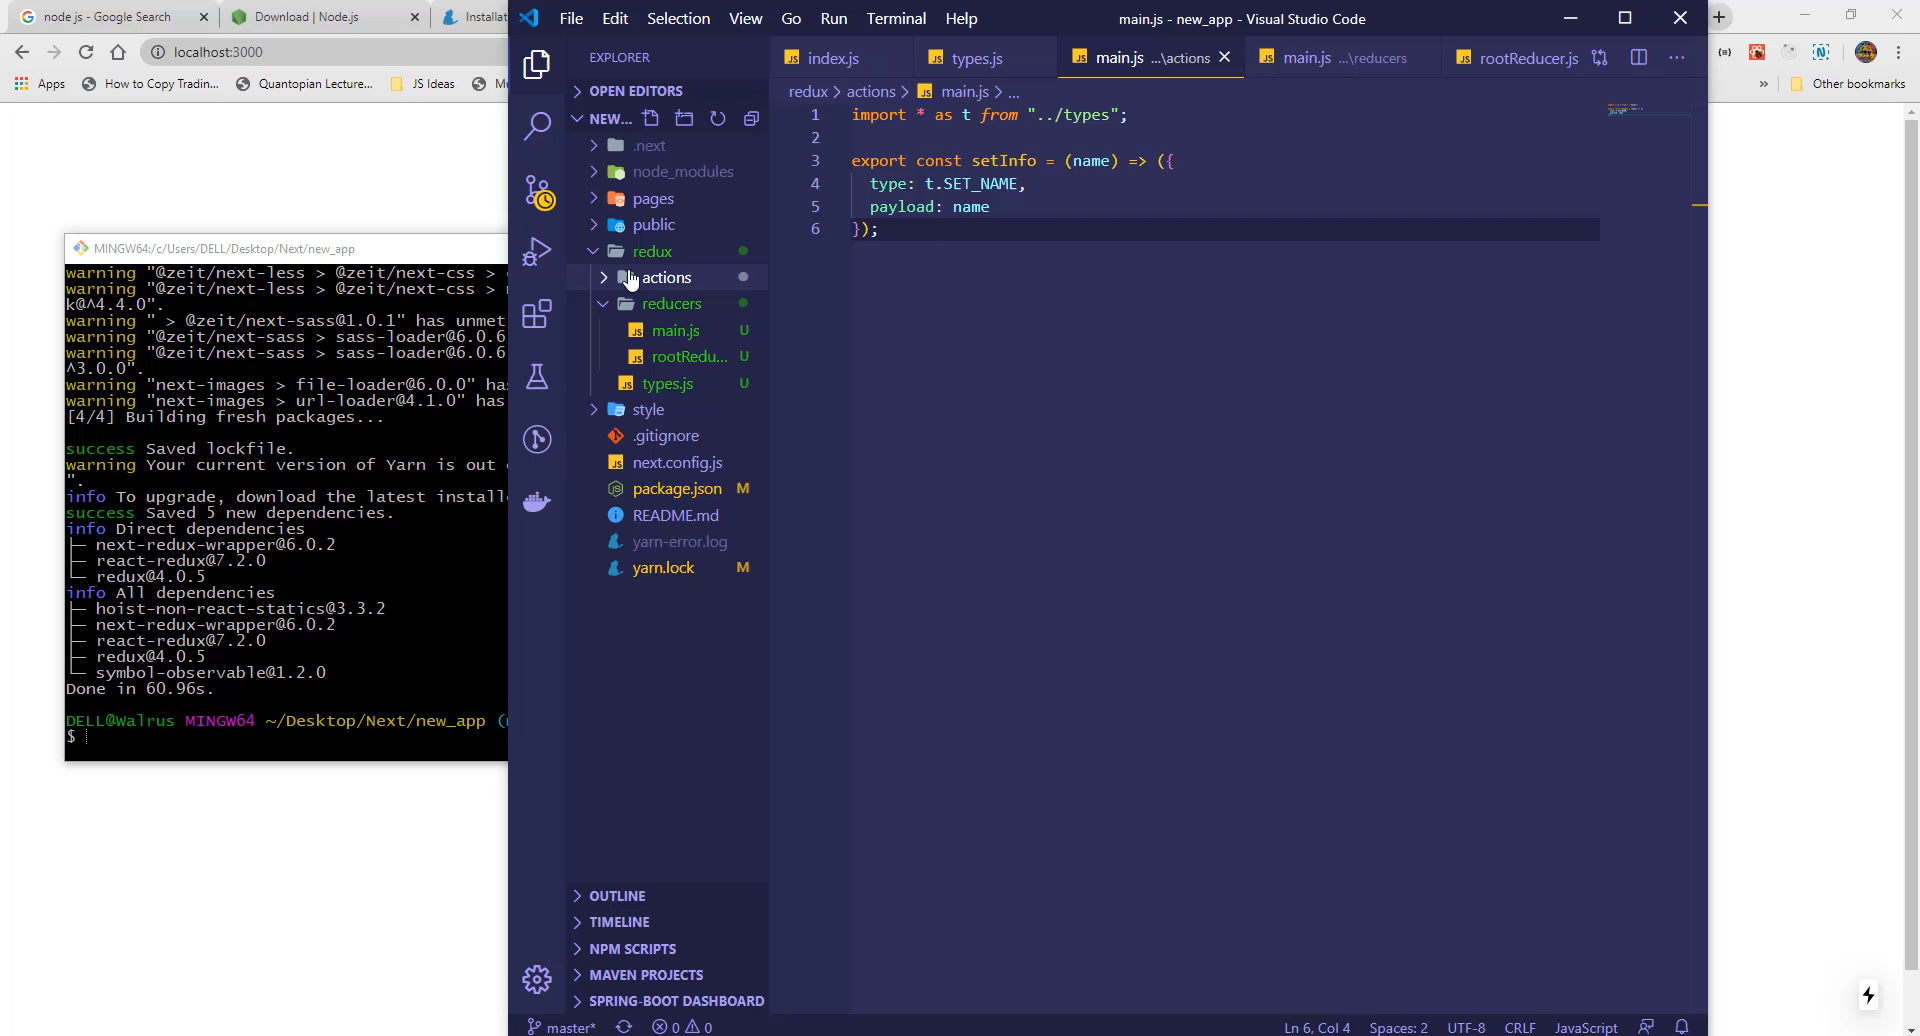 node js - Google Search
Download | Node.js
Installat
localhost:3000
Apps
How to Copy Tradin...
Quantopian Lecture...
JS Ideas
Other bookmarks
MINGW64:/c/Users/DELL/Desktop/Next/new_app
warning "@zeit/next-less > @zeit/next-css >
warning "@zeit/next-less > @zeit/next-css >
k@^4.4.0".
warning " > @zeit/next-sass@1.0.1" has unmet
warning "@zeit/next-sass > sass-loader@6.0.6
warning "@zeit/next-sass > sass-loader@6.0.6
^3.0.0".
warning "next-images > file-loader@6.0.0" has
warning "next-images > url-loader@4.1.0" has
[4/4] Building fresh packages...
success Saved lockfile.
warning Your current version of Yarn is out
".
info To upgrade, download the latest install
success Saved 5 new dependencies.
info Direct dependencies
├─ next-redux-wrapper@6.0.2
├─ react-redux@7.2.0
└─ redux@4.0.5
info All dependencies
├─ hoist-non-react-statics@3.3.2
├─ next-redux-wrapper@6.0.2
├─ react-redux@7.2.0
├─ redux@4.0.5
└─ symbol-observable@1.2.0
Done in 60.96s.
DELL@Walrus MINGW64 ~/Desktop/Next/new_app
$
File Edit Selection View Go Run Terminal Help
main.js - new_app - Visual Studio Code
EXPLORER
OPEN EDITORS
NEW...
.next
node_modules
pages
public
redux
actions
reducers
main.js U
rootRedu... U
types.js U
style
.gitignore
next.config.js
package.json M
README.md
yarn-error.log
yarn.lock M
OUTLINE
TIMELINE
NPM SCRIPTS
MAVEN PROJECTS
SPRING-BOOT DASHBOARD
index.js
types.js
main.js ...\actions
main.js ...\reducers
rootReducer.js
redux > actions > main.js > ...
1 import * as t from "../types";
2
3 export const setInfo = (name) => ({
4 type: t.SET_NAME,
5 payload: name
6 });
master*
0 0
Ln 6, Col 4
Spaces: 2
UTF-8
CRLF
JavaScript